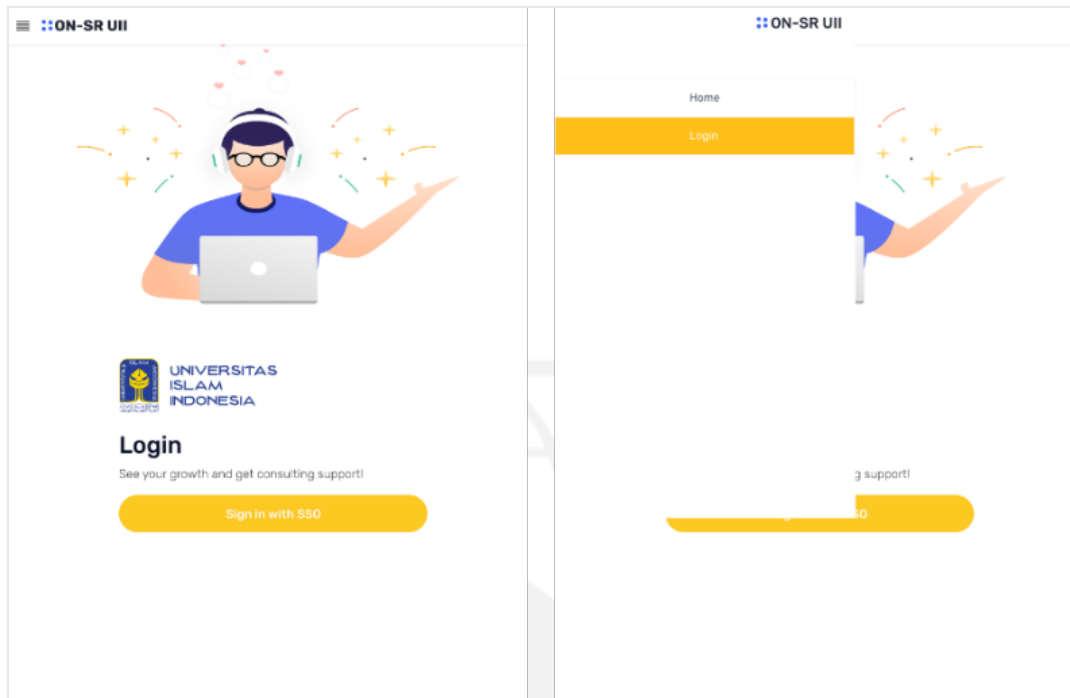 ON-SR UII
UNIVERSITAS
ISLAM
INDONESIA
Login
See your growth and get consulting support!
Sign in with SSO
ON-SR UII
Home
Login
g support!
SO